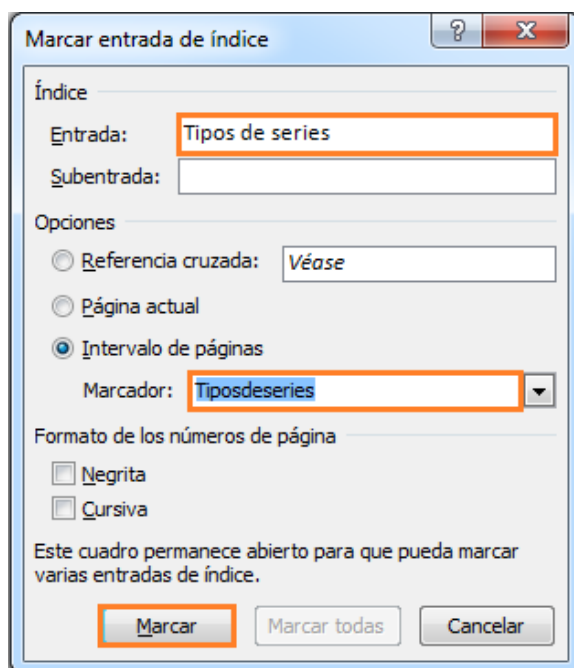 Marcar entrada de índice
?
X
Índice
Entrada: Tipos de series
Subentrada:
Opciones
Referencia cruzada: Véase
Página actual
Intervalo de páginas
Marcador: Tiposdeseries
Formato de los números de página
Negrita
Cursiva
Este cuadro permanece abierto para que pueda marcar
varias entradas de índice.
Marcar Marcar todas Cancelar